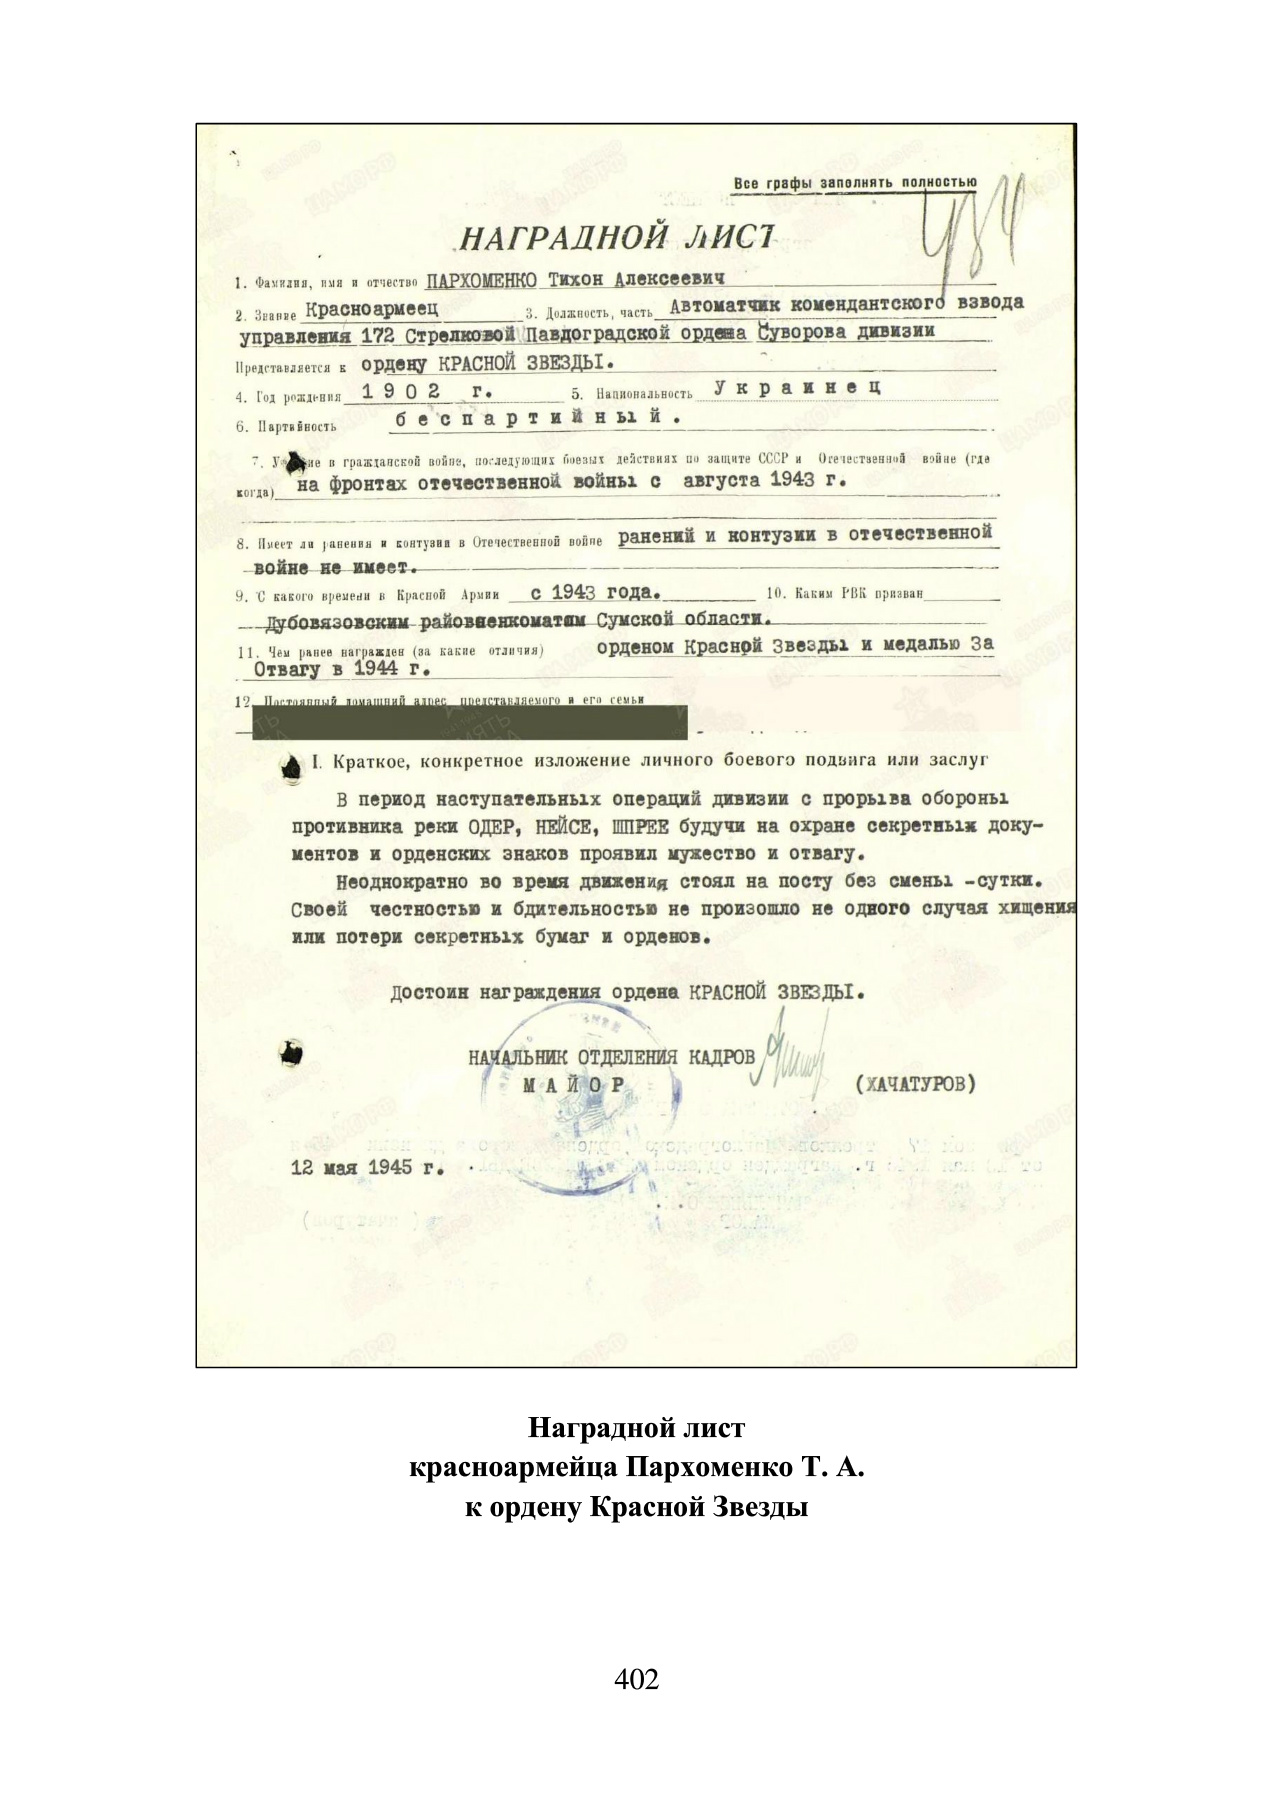 Все графы заполнять полностью
НАГРАДНОЙ ЛИСТ
1. Фамилия, имя и отчество ПАРХОМЕНКО Тихон Алексеевич
2. Звание Красноармеец 3. Должность, часть Автоматчик комендантского взвода
управления 172 Стрелковой Павдоградской ордена Суворова дивизии
Представляется к ордену КРАСНОЙ ЗВЕЗДЫ.
4. Год рождения 1902 г. 5. Национальность Украинец
6. Партийность беспартийный.
7. Участие в гражданской войне, последующих боевых действиях по защите СССР и Отечественной войне (где
когда) на фронтах отечественной войны с августа 1943 г.
8. Имеет ли ранения и контузии в Отечественной войне ранений и контузии в отечественной
войне не имеет.
9. С какого времени в Красной Армии с 1943 года. 10. Каким РВК призван
Дубовязовским райовоенкоматом Сумской области.
11. Чем ранее награжден (за какие отличия) орденом Красной Звезды и медалью За
Отвагу в 1944 г.
12. Постоянный домашний адрес представляемого и его семьи
I. Краткое, конкретное изложение личного боевого подвига или заслуг
В период наступательных операций дивизии с прорыва обороны
противника реки ОДЕР, НЕЙСЕ, ШПРЕЕ будучи на охране секретных доку-
ментов и орденских знаков проявил мужество и отвагу.
Неоднократно во время движения стоял на посту без смены -сутки.
Своей честностью и бдительностью не произошло не одного случая хищения
или потери секретных бумаг и орденов.
Достоин награждения ордена КРАСНОЙ ЗВЕЗДЫ.
НАЧАЛЬНИК ОТДЕЛЕНИЯ КАДРОВ
МАЙОР (ХАЧАТУРОВ)
12 мая 1945 г.
Наградной лист
красноармейца Пархоменко Т. А.
к ордену Красной Звезды
402